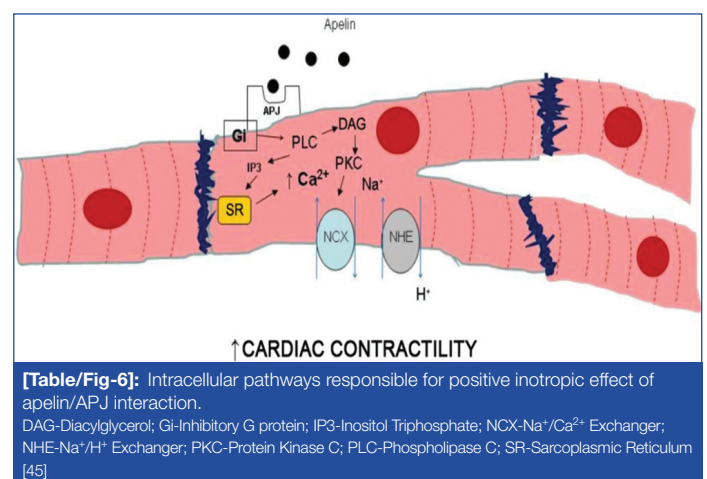 Apelin
APJ
Gi
PLC
DAG
IP3
↑ Ca²⁺
PKC
Na⁺
SR
NCX
NHE
H⁺
↑CARDIAC CONTRACTILITY
[Table/Fig-6]: Intracellular pathways responsible for positive inotropic effect of
apelin/APJ interaction.
DAG-Diacylglycerol; Gi-Inhibitory G protein; IP3-Inositol Triphosphate; NCX-Na⁺/Ca²⁺ Exchanger;
NHE-Na⁺/H⁺ Exchanger; PKC-Protein Kinase C; PLC-Phospholipase C; SR-Sarcoplasmic Reticulum
[45]